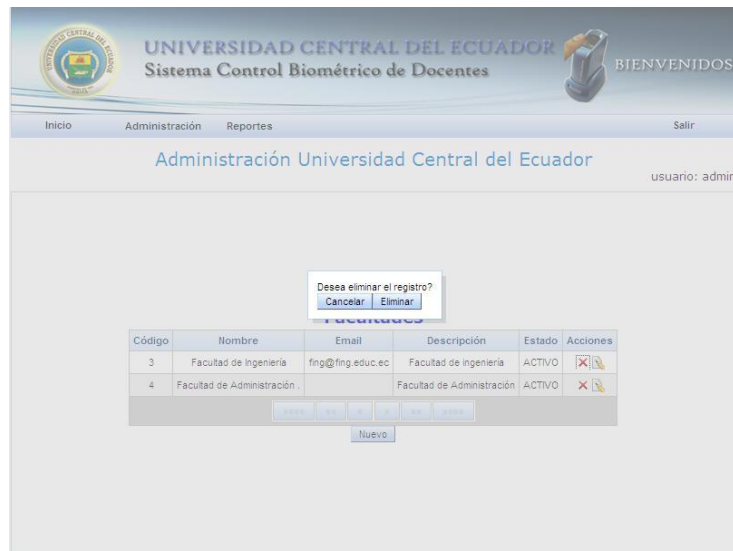 UNIVERSIDAD CENTRAL DEL ECUADOR
Sistema Control Biométrico de Docentes
BIENVENIDOS
Inicio Administración Reportes Salir
Administración Universidad Central del Ecuador
usuario: admin
Desea eliminar el registro?
Cancelar Eliminar
Facultades
Código Nombre Email Descripción Estado Acciones
3 Facultad de Ingeniería fing@fing.educ.ec Facultad de ingeniería ACTIVO
4 Facultad de Administración . Facultad de Administración ACTIVO
«««« «« « » »» »»»»
Nuevo